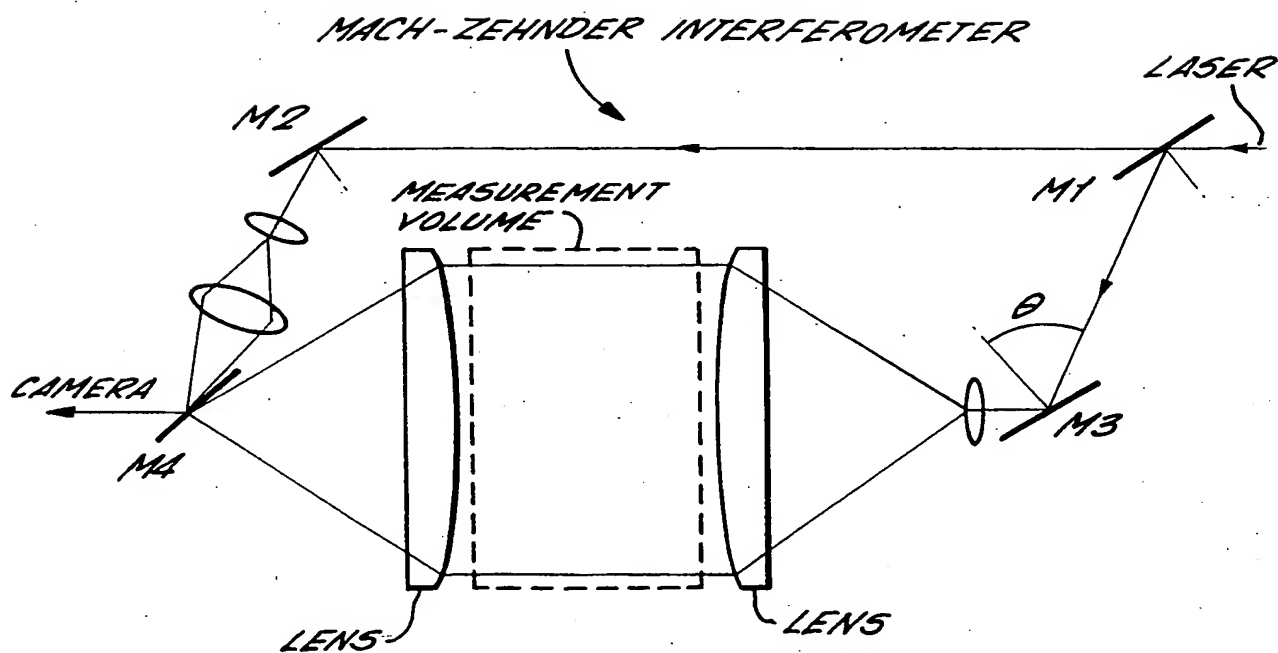 MACH-ZEHNDER INTERFEROMETER
LASER
M2
M1
MEASUREMENT
VOLUME
θ
CAMERA
M3
M4
LENS
LENS